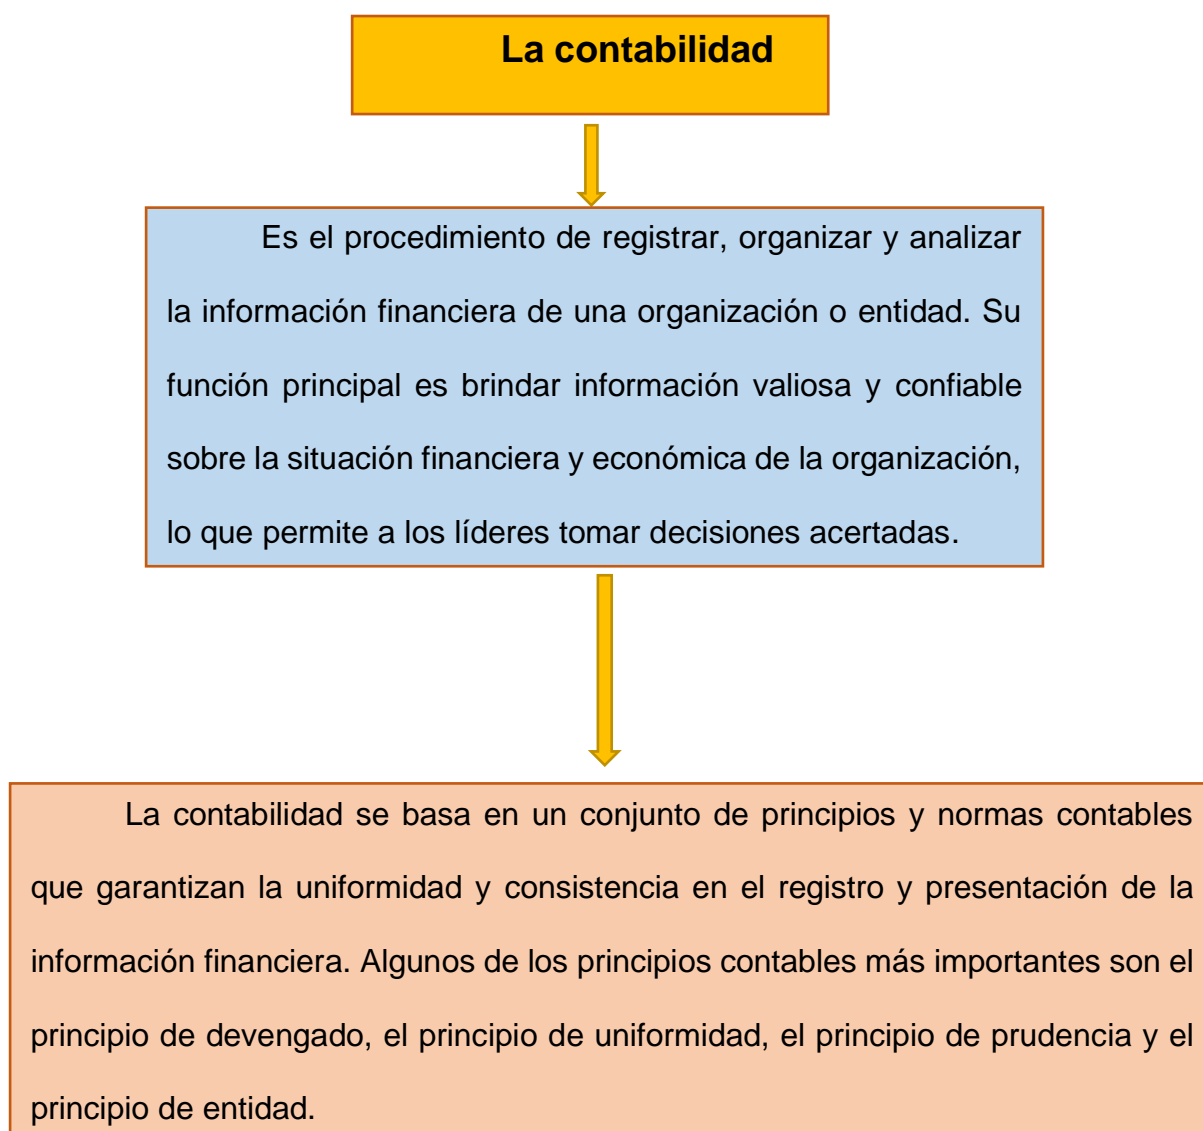 La contabilidad
Es el procedimiento de registrar, organizar y analizar
la información financiera de una organización o entidad. Su
función principal es brindar información valiosa y confiable
sobre la situación financiera y económica de la organización,
lo que permite a los líderes tomar decisiones acertadas.
La contabilidad se basa en un conjunto de principios y normas contables
que garantizan la uniformidad y consistencia en el registro y presentación de la
información financiera. Algunos de los principios contables más importantes son el
principio de devengado, el principio de uniformidad, el principio de prudencia y el
principio de entidad.